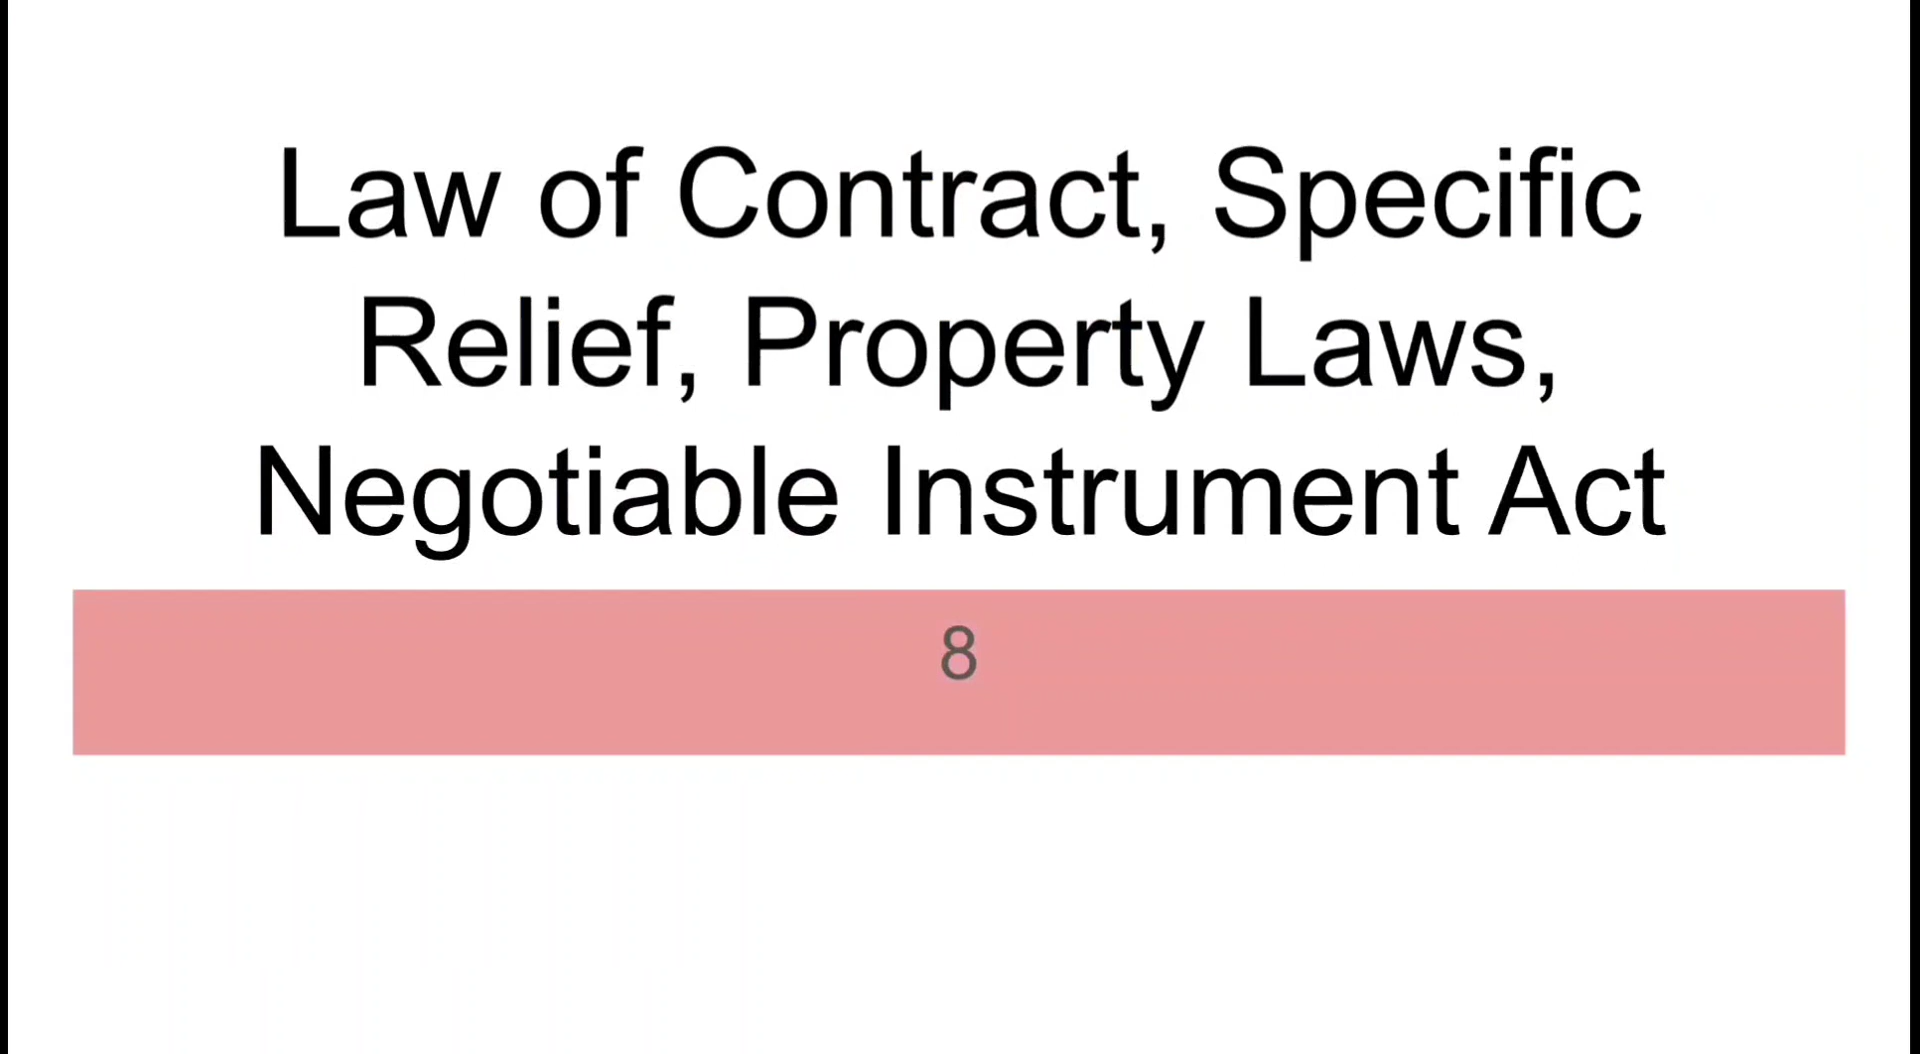 Law of Contract, Specific
Relief, Property Laws,
Negotiable Instrument Act
8